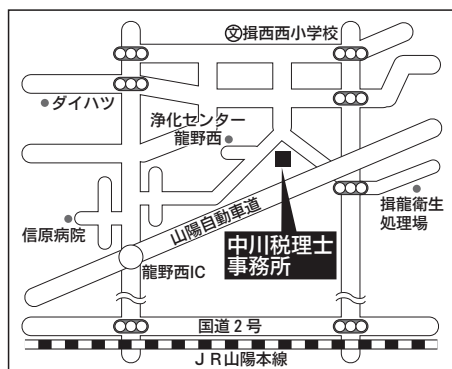 ㊛揖西西小学校
ダイハツ
浄化センター
龍野西
揖龍衛生
処理場
信原病院
山陽自動車道
中川税理士
事務所
龍野西IC
国道2号
JR山陽本線